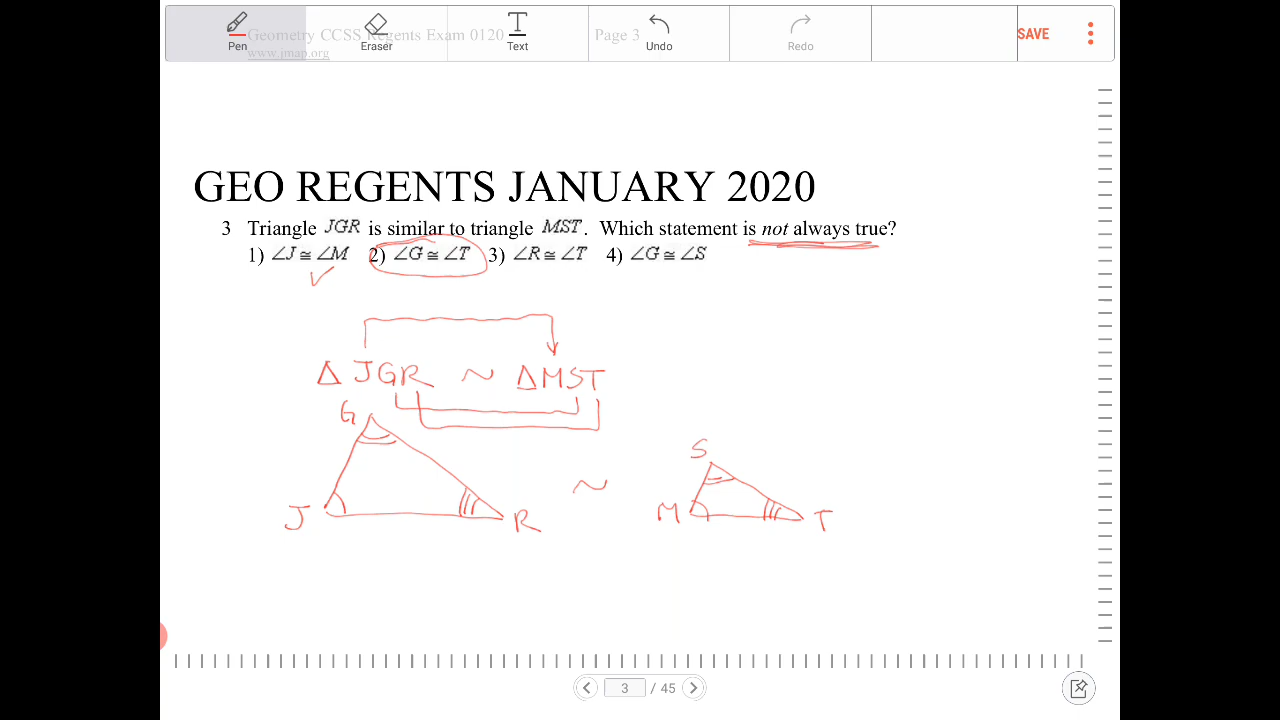 Geometry CCSS Regents Exam 0120 Page 3
www.jmap.org
Pen Eraser Text Undo Redo SAVE
GEO REGENTS JANUARY 2020
3 Triangle JGR is similar to triangle MST. Which statement is not always true?
1) ∠J ≅ ∠M 2) ∠G ≅ ∠T 3) ∠R ≅ ∠T 4) ∠G ≅ ∠S
Δ JGR ~ ΔMST
G
S
~
J R M T
3 / 45